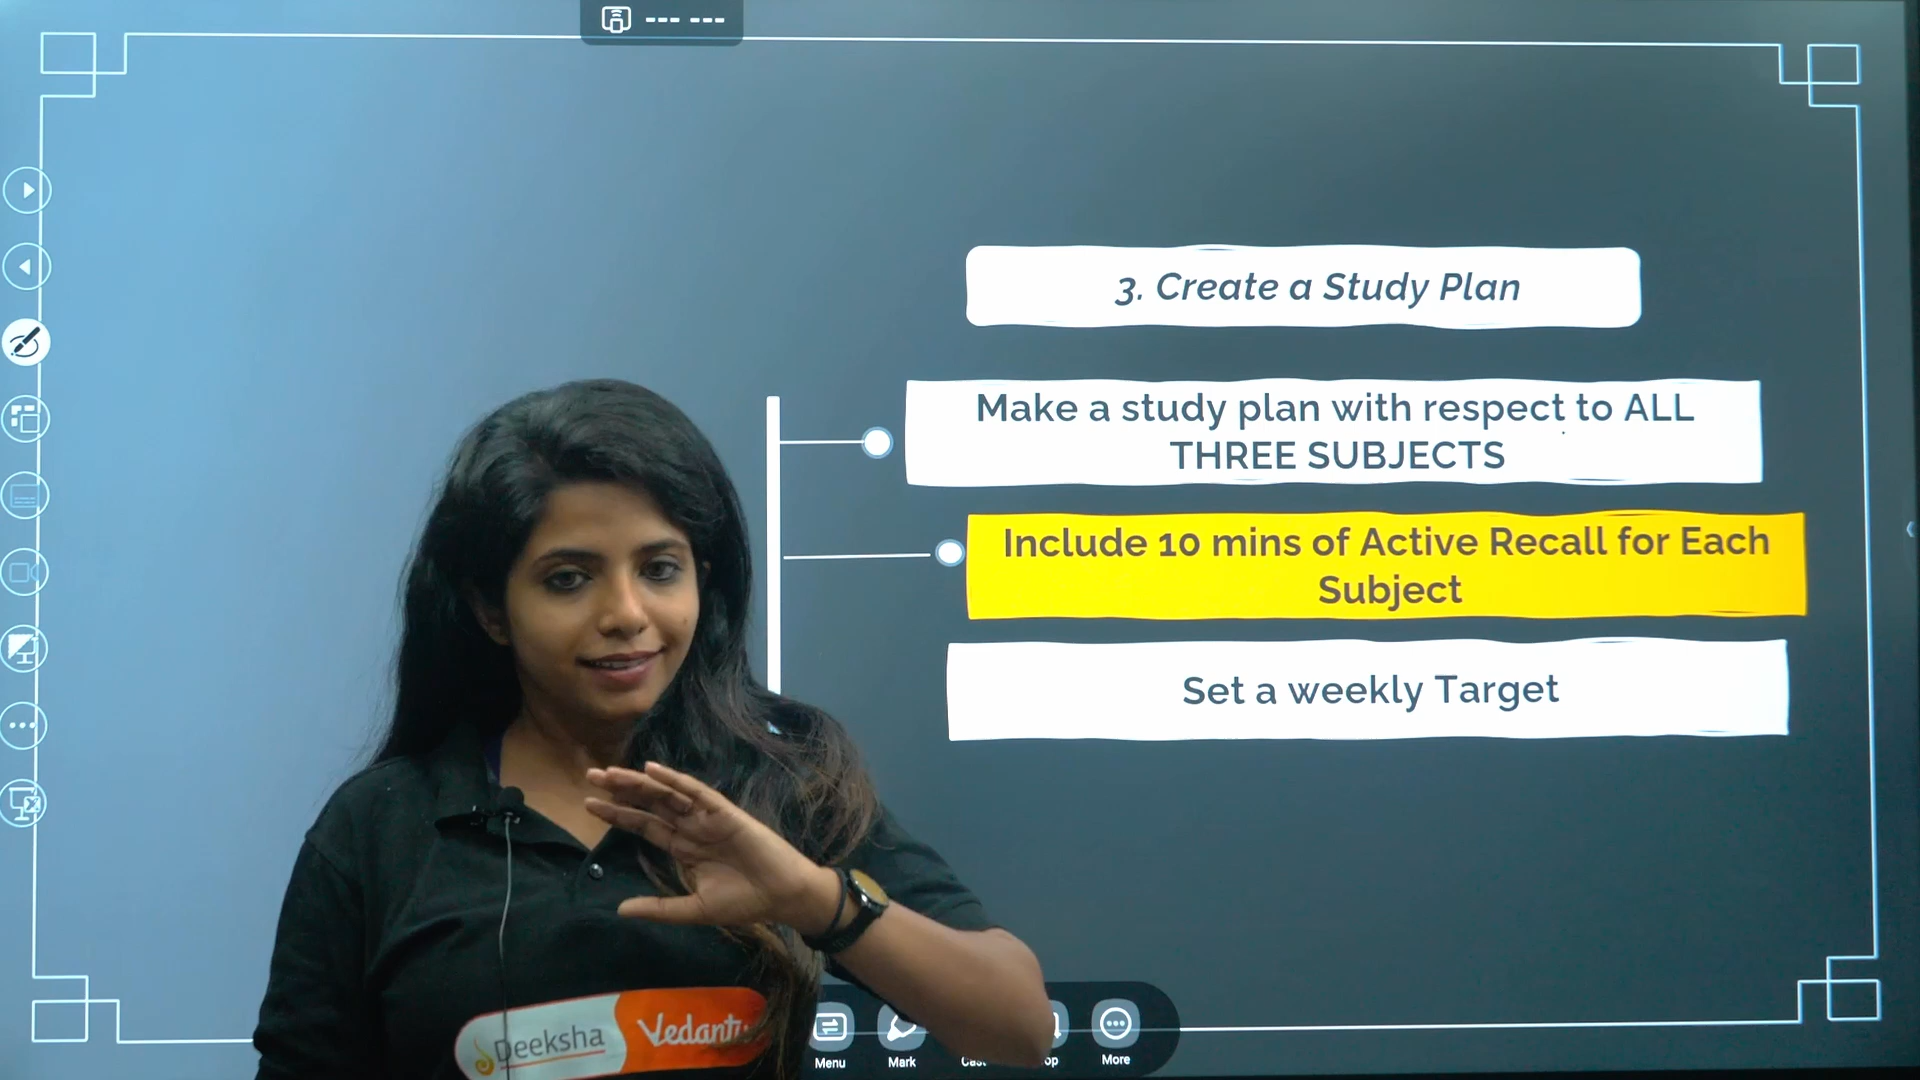 3. Create a Study Plan
Make a study plan with respect to ALL
THREE SUBJECTS
Include 10 mins of Active Recall for Each
Subject
Set a weekly Target
Deeksha
Menu
Mark
More